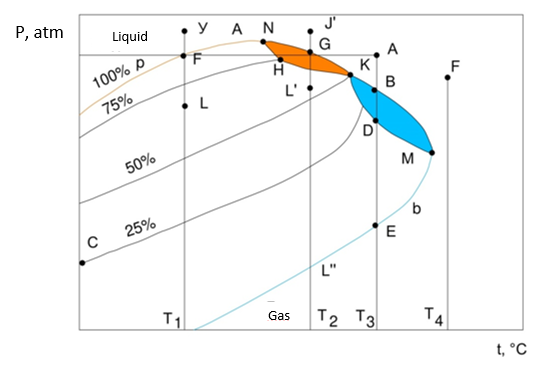 P, atm
Liquid
У
A
N
J'
G
A
F
F
100% p
H
K
75%
L'
B
L
D
50%
M
25%
b
C
E
L"
T1
Gas
T2
T3
T4
t, °C